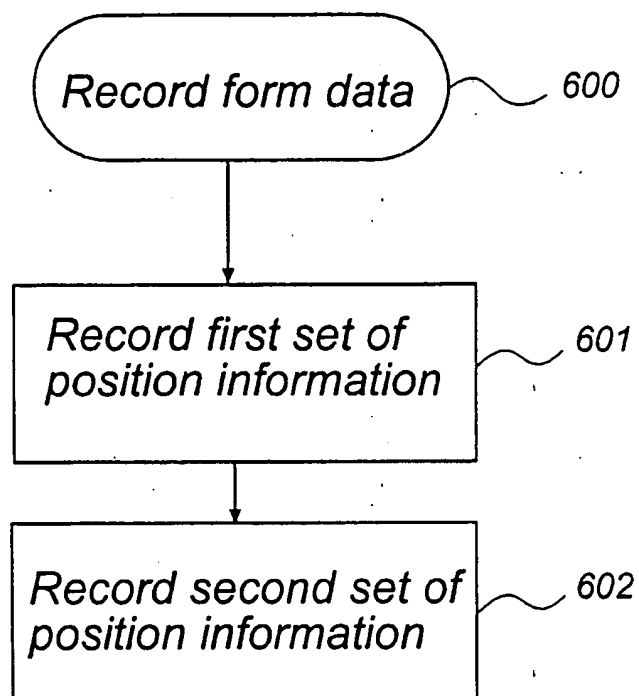 Record form data
600
Record first set of
position information
601
Record second set of
position information
602